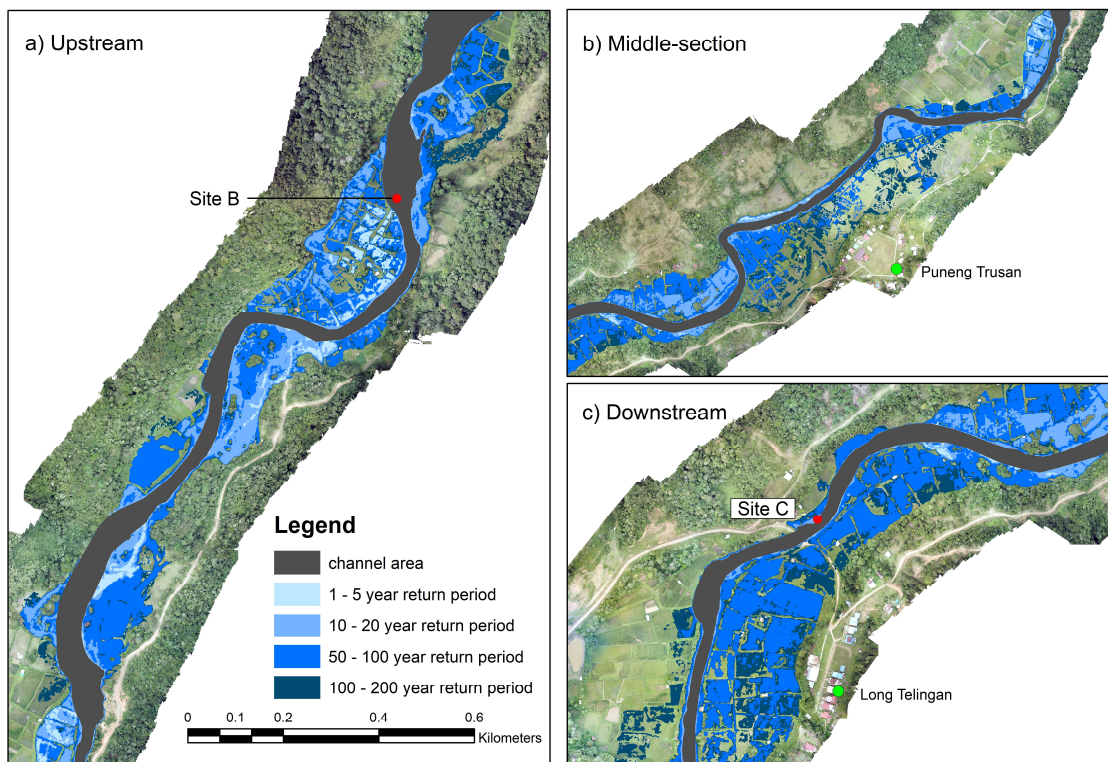 a) Upstream
Site B
Legend
channel area
1 - 5 year return period
10 - 20 year return period
50 - 100 year return period
100 - 200 year return period
0 0.1 0.2 0.4 0.6
Kilometers
b) Middle-section
Puneng Trusan
c) Downstream
Site C
Long Telingan